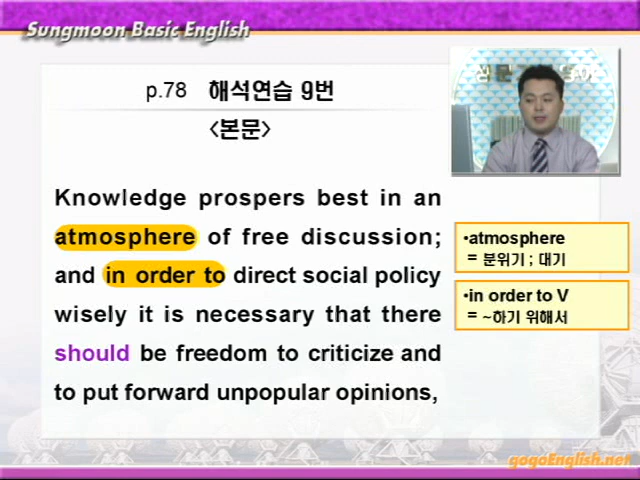 Sungmoon Basic English
p.78 해석연습 9번
<본문>
Knowledge prospers best in an
atmosphere of free discussion;
and in order to direct social policy
wisely it is necessary that there
should be freedom to criticize and
to put forward unpopular opinions,
•atmosphere
= 분위기 ; 대기
•in order to V
= ~하기 위해서
gogoEnglish.net